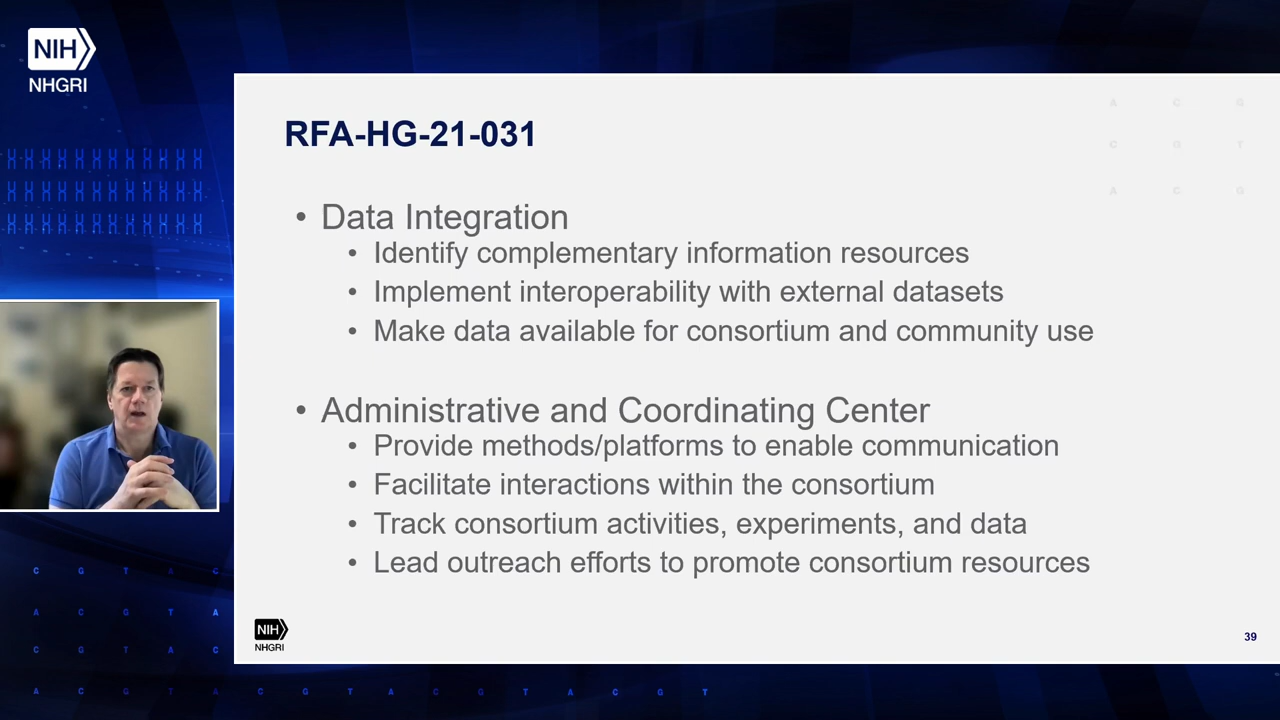 NIH
NHGRI
RFA-HG-21-031
A C G
C G T
A C G
• Data Integration
• Identify complementary information resources
• Implement interoperability with external datasets
• Make data available for consortium and community use
• Administrative and Coordinating Center
• Provide methods/platforms to enable communication
• Facilitate interactions within the consortium
• Track consortium activities, experiments, and data
• Lead outreach efforts to promote consortium resources
NIH
NHGRI
39
C G T A C
A C G T A
C G T A C
A C G T A C G T A C G T A C G T